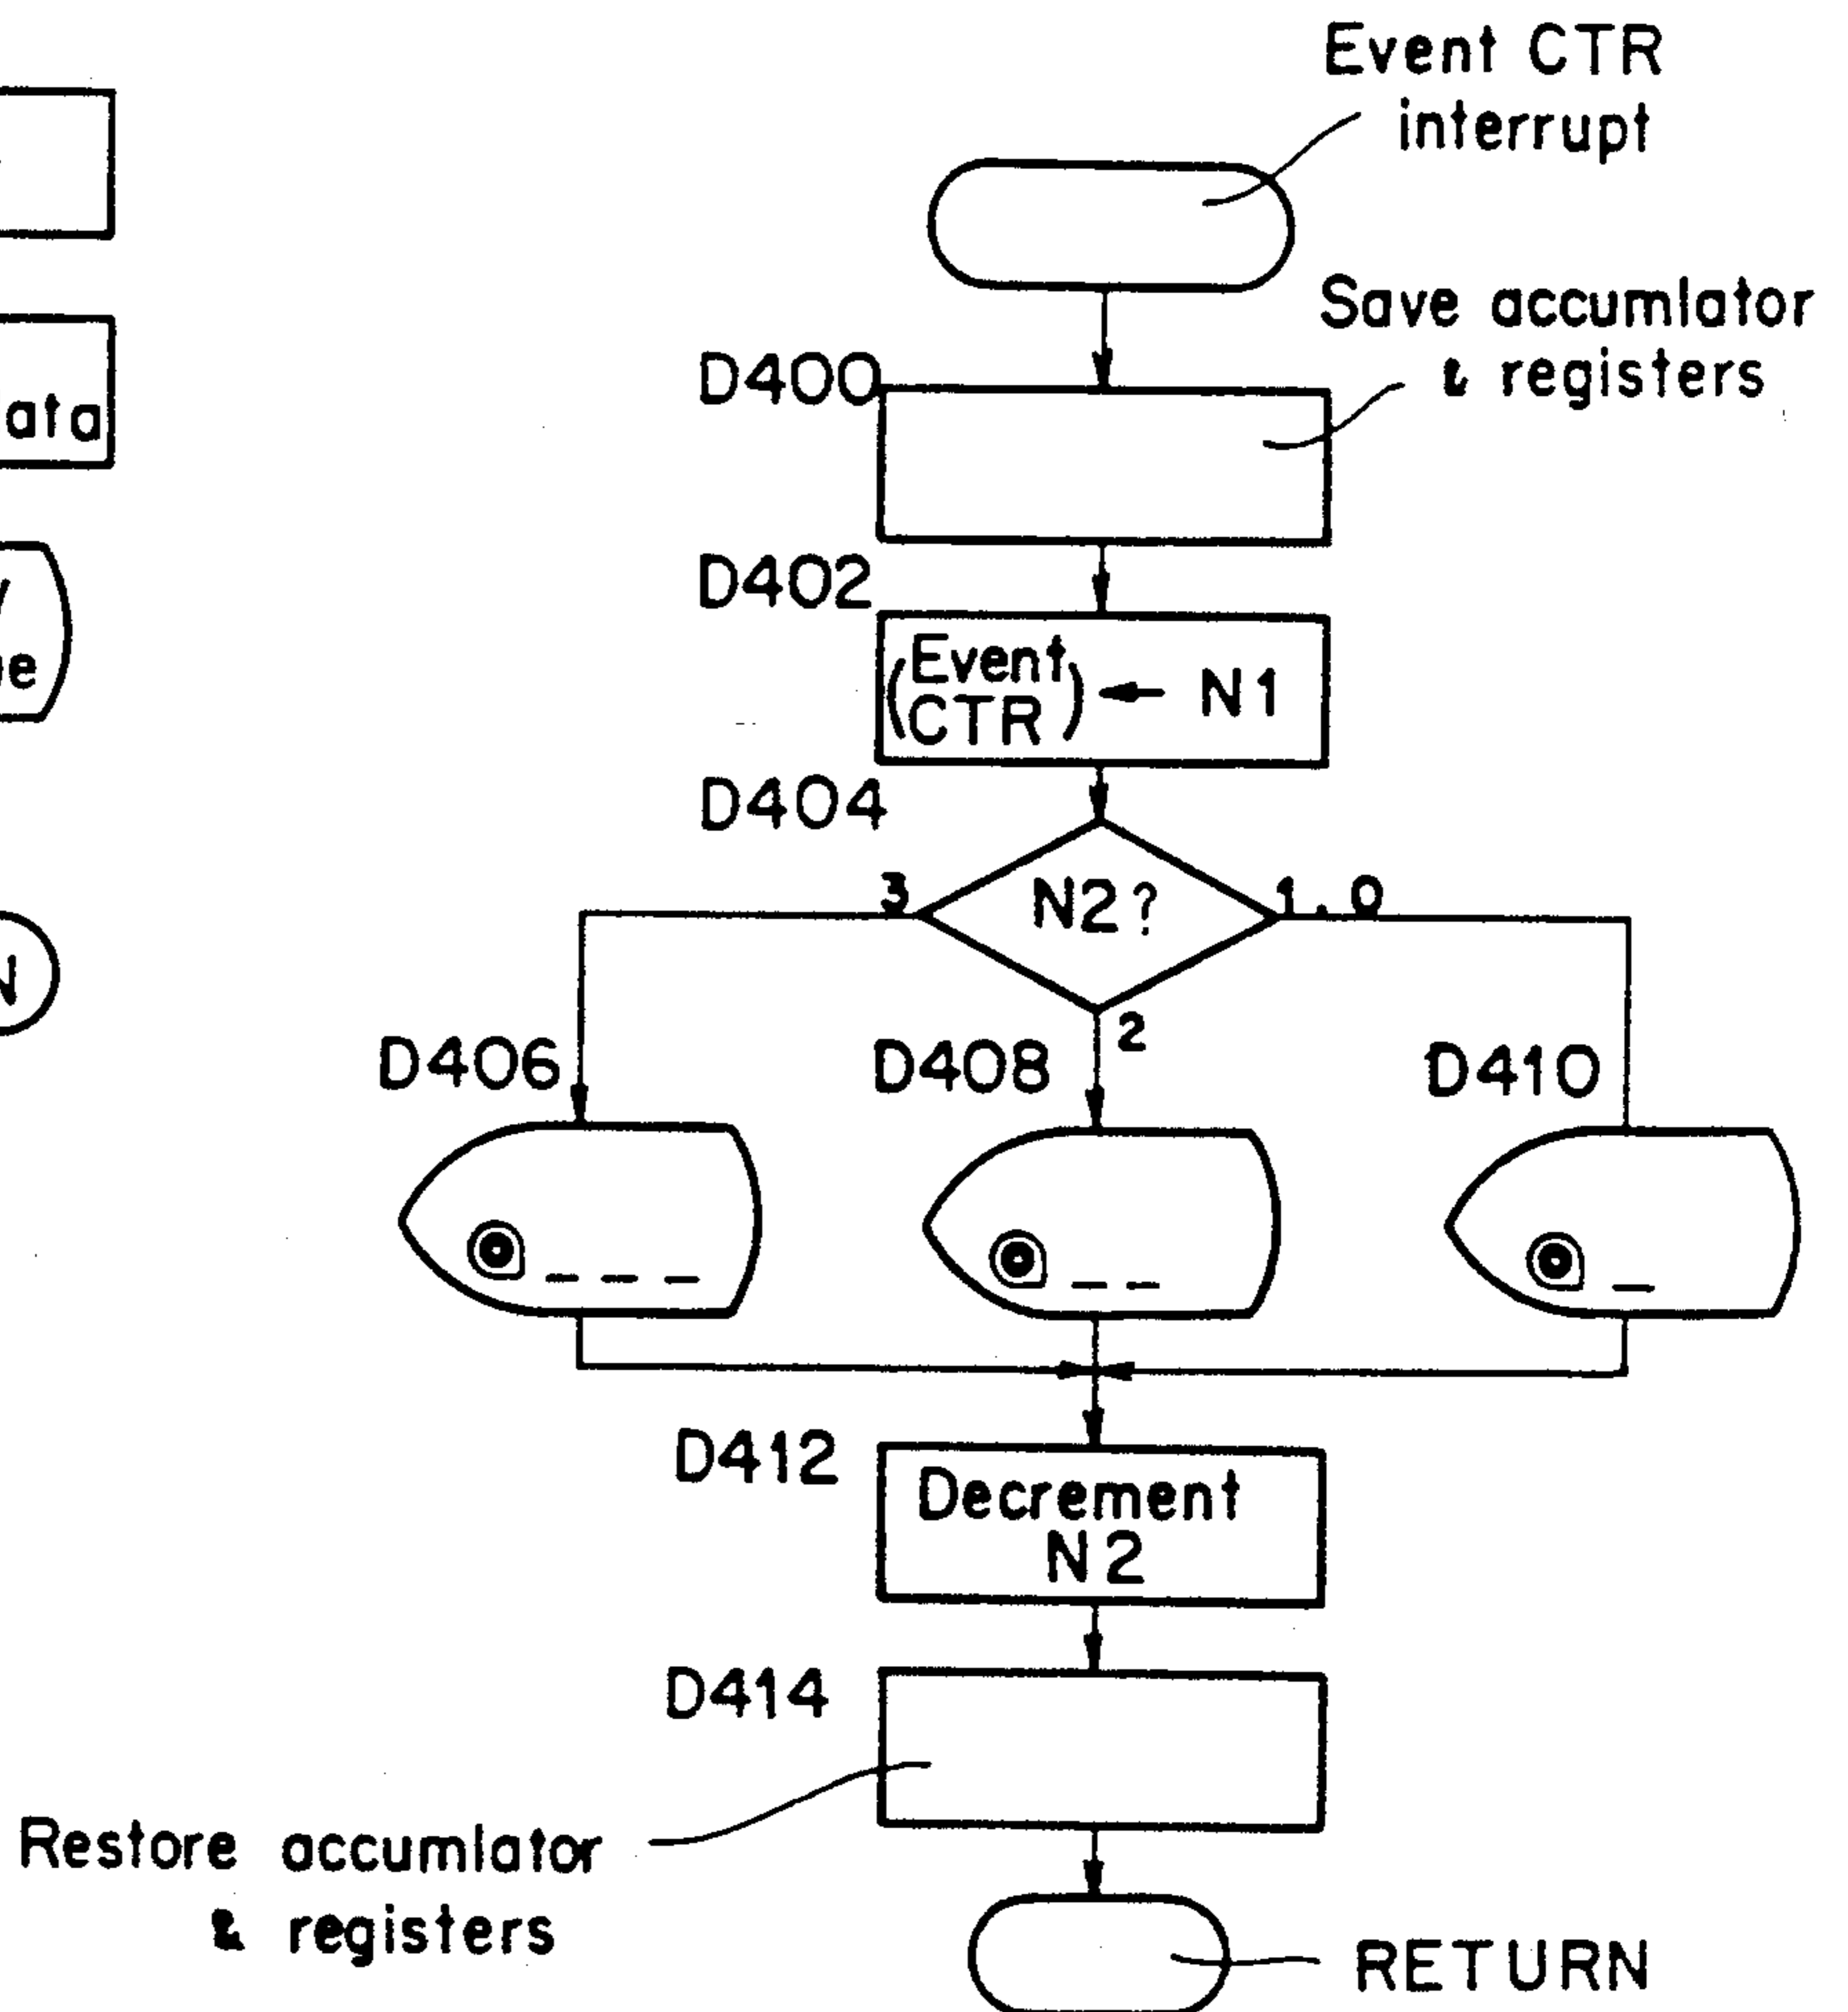 Event CTR
interrupt
Save accumlator
& registers
D400
ata
D402
(Event
CTR) ← N1
D404
3
N2?
1.0
2
D406
D408
D410
D412
Decrement
N2
D414
Restore accumlator
& registers
RETURN